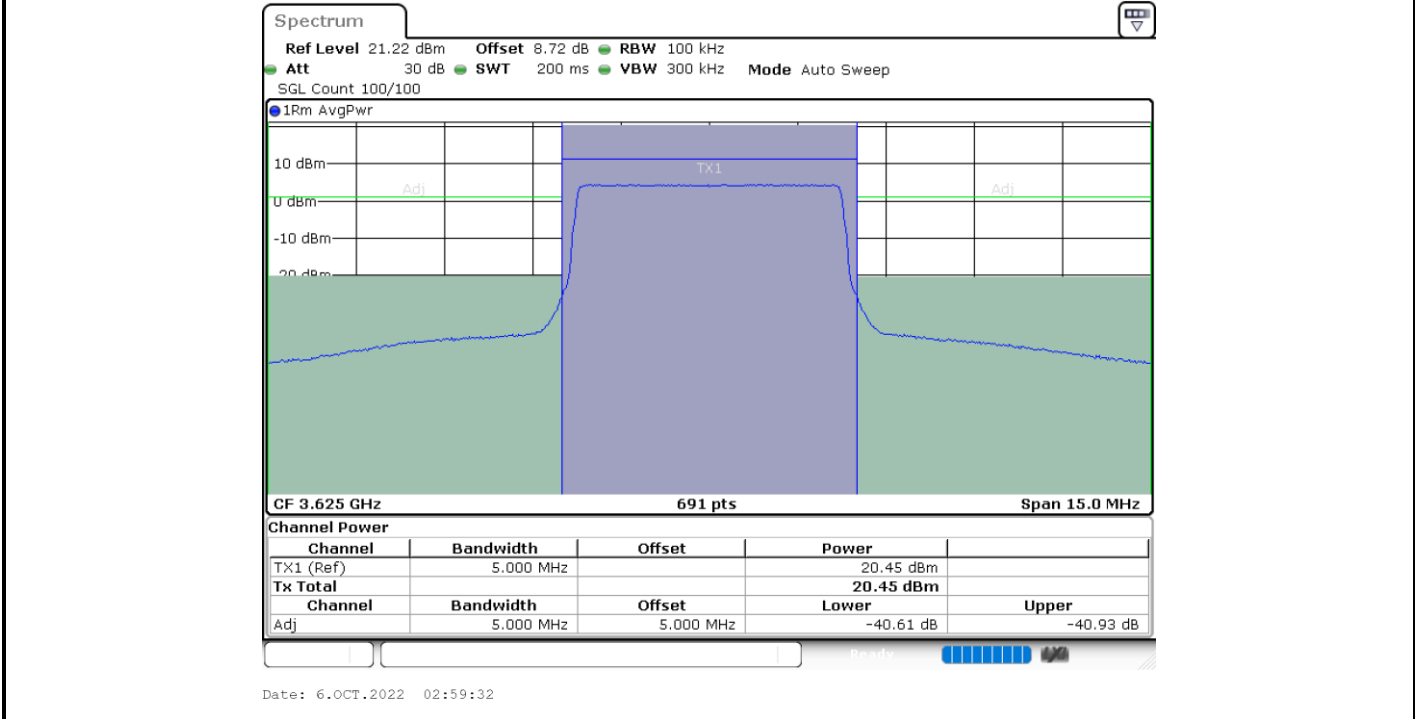 Spectrum
Ref Level 21.22 dBm Offset 8.72 dB RBW 100 kHz
Att 30 dB SWT 200 ms VBW 300 kHz Mode Auto Sweep
SGL Count 100/100
1Rm AvgPwr
10 dBm
TX1
Adj Adj
0 dBm
-10 dBm
-20 dBm
CF 3.625 GHz 691 pts Span 15.0 MHz
Channel Power
Channel Bandwidth Offset Power
TX1 (Ref) 5.000 MHz 20.45 dBm
Tx Total 20.45 dBm
Channel Bandwidth Offset Lower Upper
Adj 5.000 MHz 5.000 MHz -40.61 dB -40.93 dB
Ready
Date: 6.OCT.2022 02:59:32